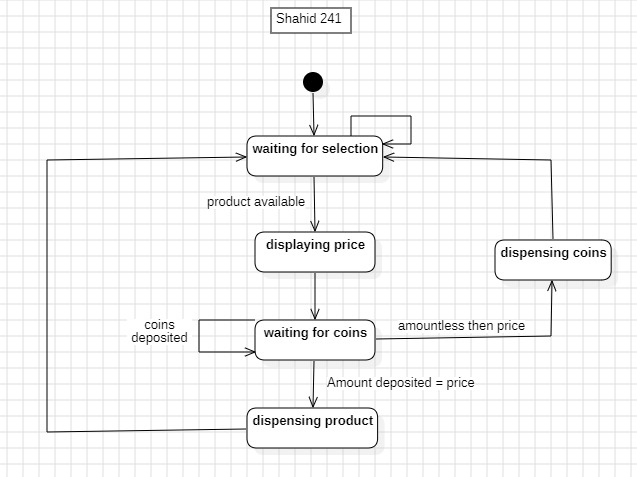 Shahid 241
waiting for selection
product available
displaying price
dispensing coins
coins
deposited
waiting for coins
amountless then price
Amount deposited = price
dispensing product